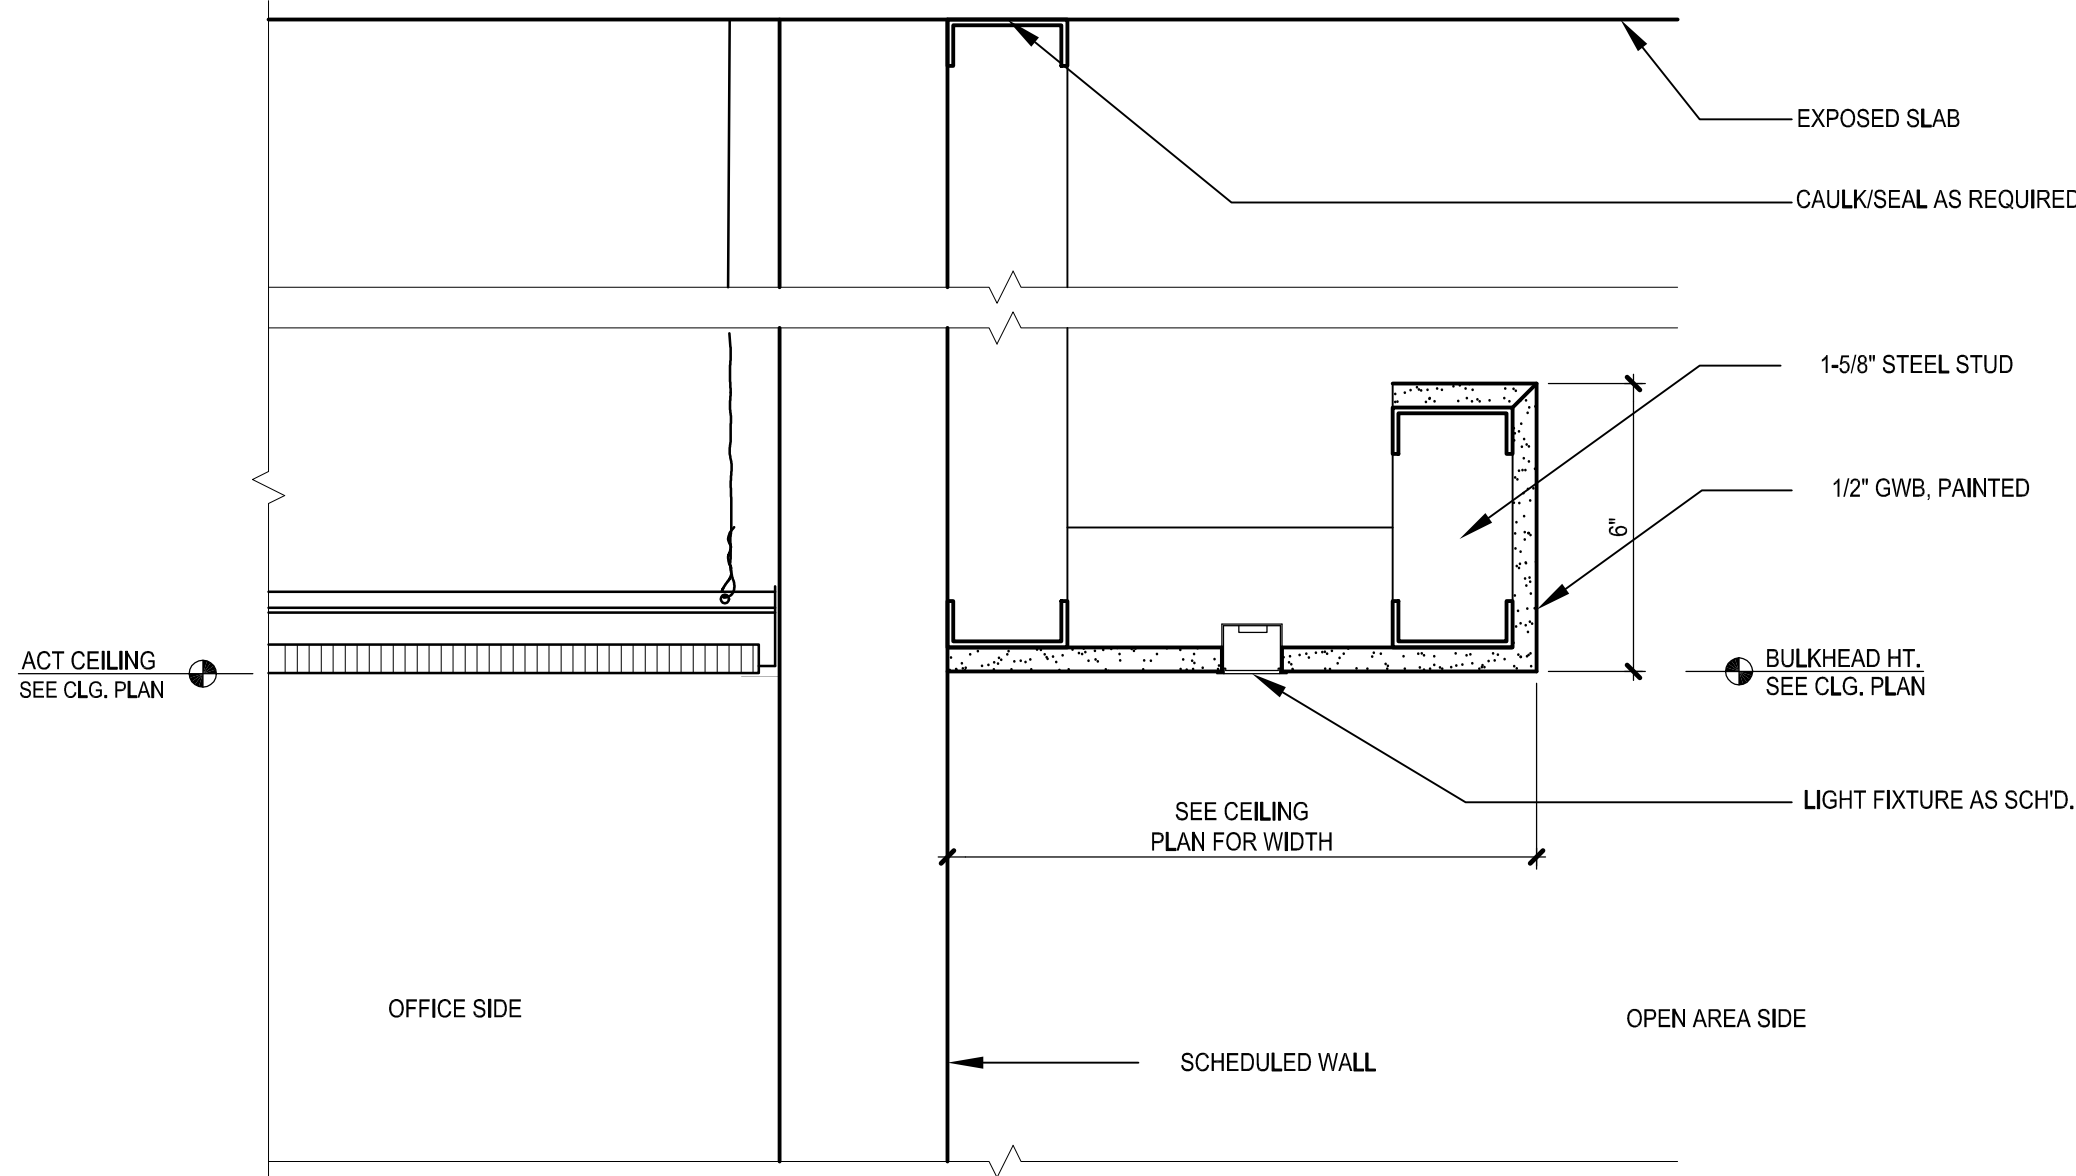 EXPOSED SLAB
CAULK/SEAL AS REQUIRED
1-5/8" STEEL STUD
1/2" GWB, PAINTED
6"
ACT CEILING
SEE CLG. PLAN
BULKHEAD HT.
SEE CLG. PLAN
LIGHT FIXTURE AS SCH'D.
SEE CEILING
PLAN FOR WIDTH
OFFICE SIDE
OPEN AREA SIDE
SCHEDULED WALL